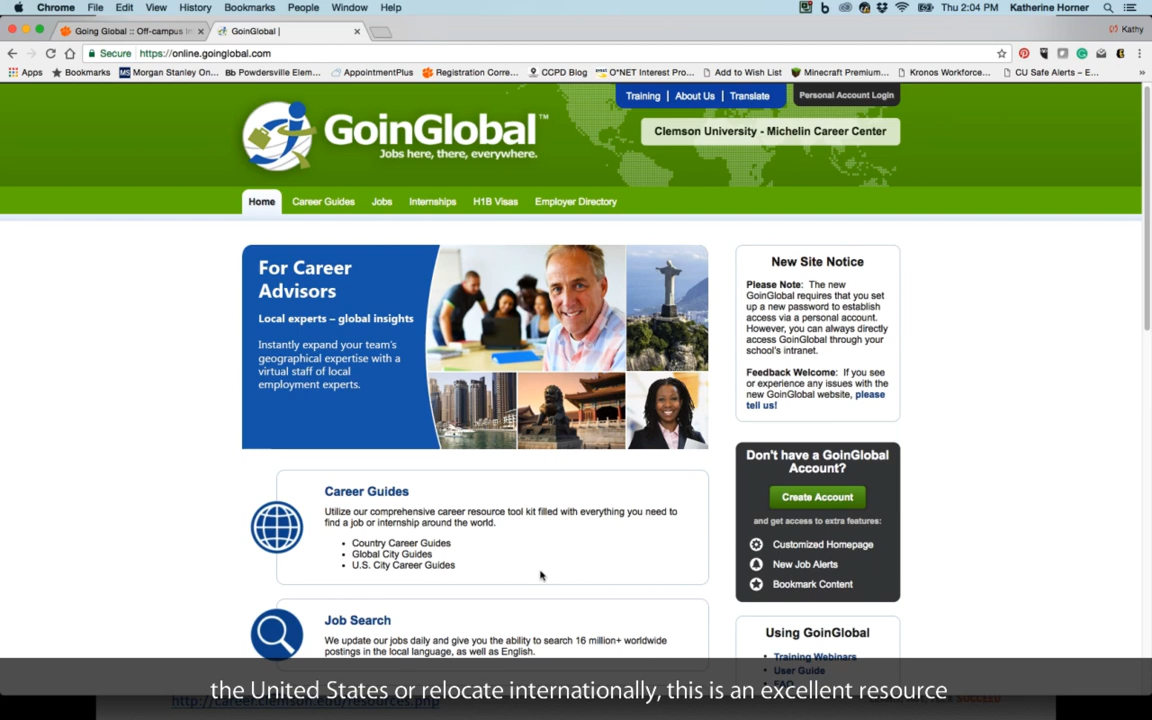 Chrome File Edit View History Bookmarks People Window Help Thu 2:04 PM Katherine Horner
Going Global :: Off-campus In GoinGlobal | Kathy
Secure https://online.goinglobal.com
Apps Bookmarks Morgan Stanley On... Bb Powdersville Elem... AppointmentPlus Registration Corre... CCPD Blog O*NET Interest Pro... Add to Wish List Minecraft Premium... Kronos Workforce... CU Safe Alerts – E... »
Training | About Us | Translate Personal Account Login
GoinGlobal™
Jobs here, there, everywhere.
Clemson University - Michelin Career Center
Home Career Guides Jobs Internships H1B Visas Employer Directory
For Career
Advisors
Local experts – global insights
Instantly expand your team's
geographical expertise with a
virtual staff of local
employment experts.
New Site Notice
Please Note: The new
GoinGlobal requires that you set
up a new password to establish
access via a personal account.
However, you can always directly
access GoinGlobal through your
school's intranet.
Feedback Welcome: If you see
or experience any issues with the
new GoinGlobal website, please
tell us!
Career Guides
Utilize our comprehensive career resource tool kit filled with everything you need to
find a job or internship around the world.
• Country Career Guides
• Global City Guides
• U.S. City Career Guides
Don't have a GoinGlobal
Account?
Create Account
and get access to extra features:
Customized Homepage
New Job Alerts
Bookmark Content
Job Search
We update our jobs daily and give you the ability to search 16 million+ worldwide
postings in the local language, as well as English.
Using GoinGlobal
• Training Webinars
• User Guide
• FAQ
the United States or relocate internationally, this is an excellent resource
http://career.clemson.edu/resources.php
SUCCEED